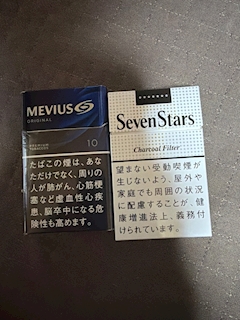 MEVIUS
ORIGINAL
PREMIUM
TOBACCO
10
たばこの煙は、あな
ただけでなく、周りの
人が肺がん、心筋梗
塞など虚血性心疾
患、脳卒中になる危
険性も高めます。
SevenStars
Charcoal Filter
望まない受動喫煙が
生じないよう、屋外や
家庭でも周囲の状況
に配慮することが、健
康増進法上、義務付
けられています。